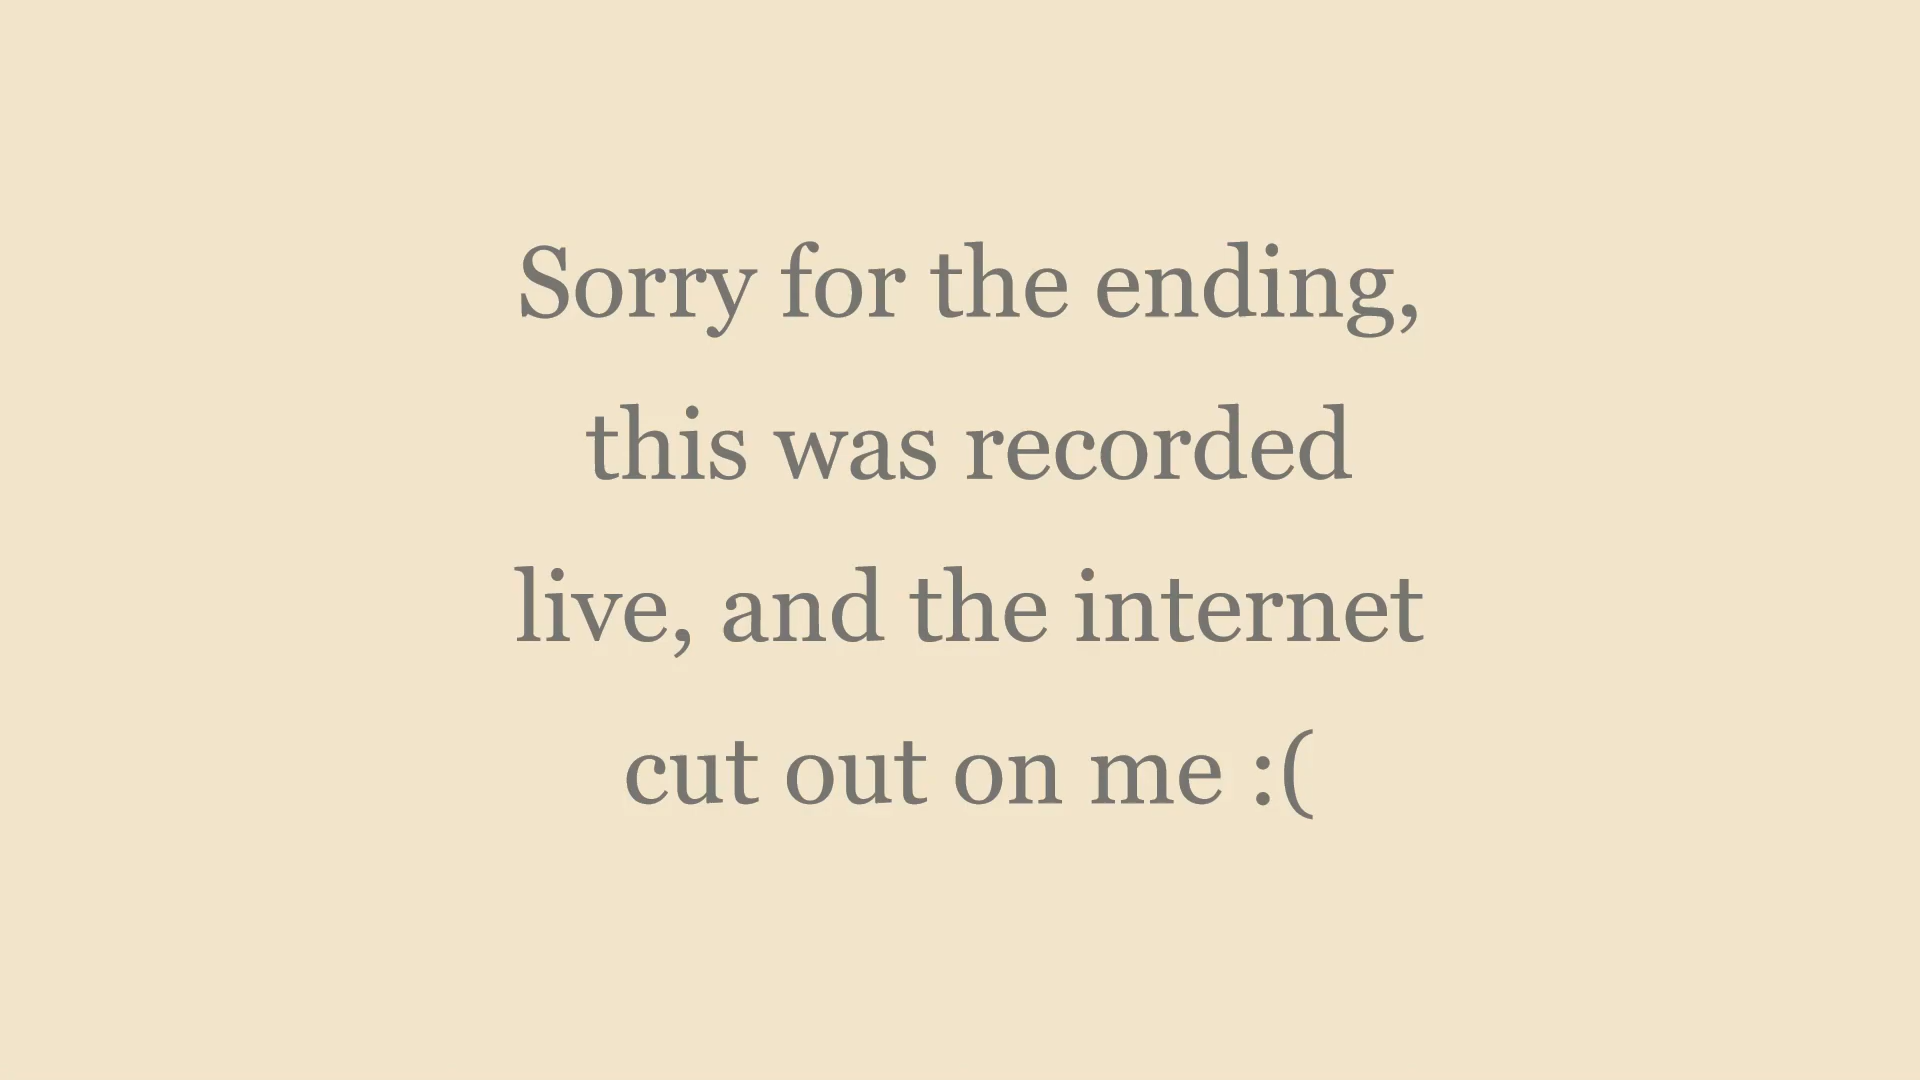 Sorry for the ending,
this was recorded
live, and the internet
cut out on me :(